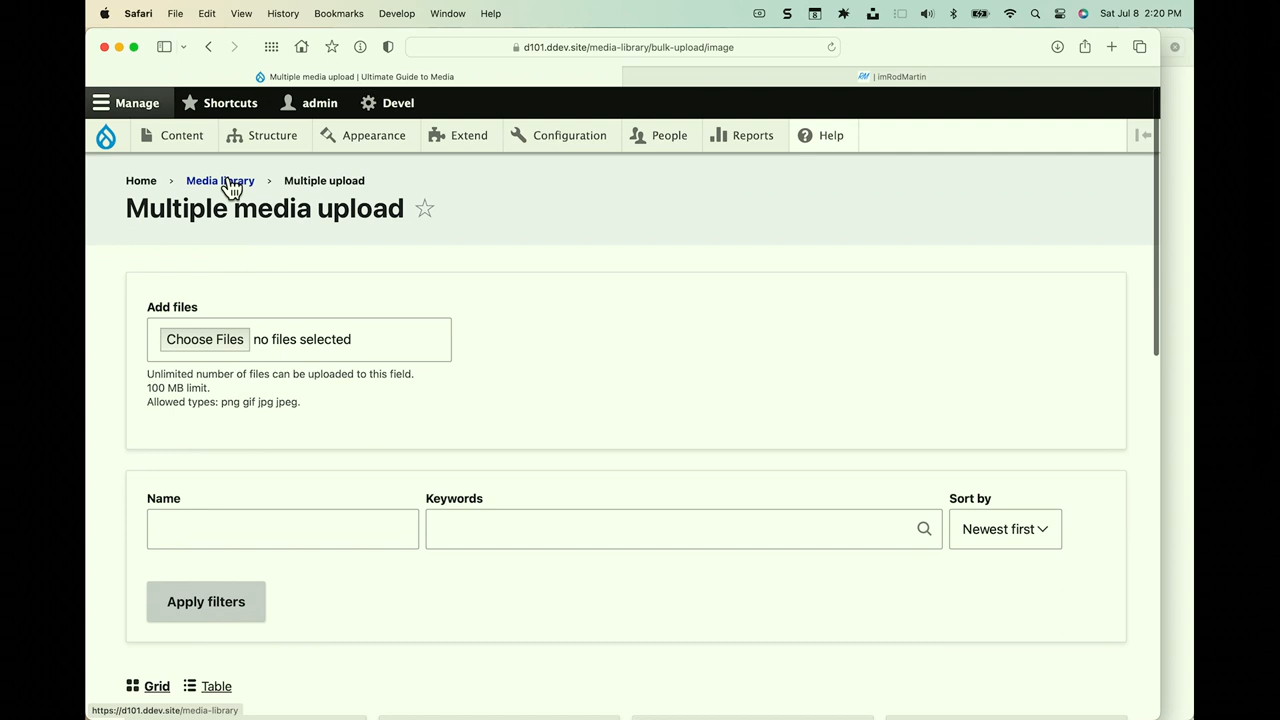 Safari File Edit View History Bookmarks Develop Window Help
8 Sat Jul 8 2:20 PM
d101.ddev.site/media-library/bulk-upload/image
Multiple media upload | Ultimate Guide to Media
RM | imRodMartin
Manage Shortcuts admin Devel
Content Structure Appearance Extend Configuration People Reports Help
Home › Media library › Multiple upload
Multiple media upload
Add files
Choose Files no files selected
Unlimited number of files can be uploaded to this field.
100 MB limit.
Allowed types: png gif jpg jpeg.
Name Keywords Sort by
Newest first
Apply filters
Grid Table
https://d101.ddev.site/media-library